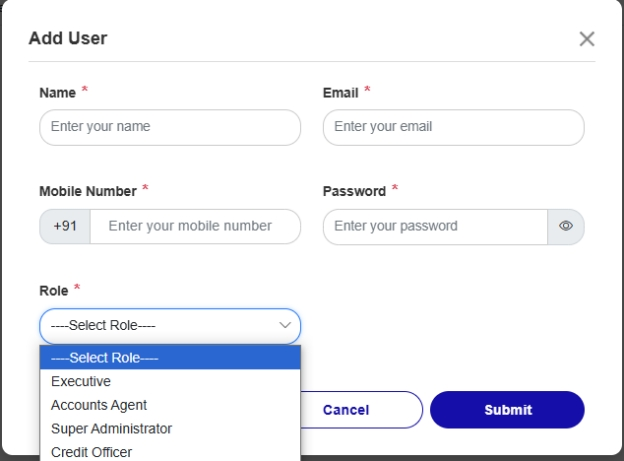 Add User
Name *
Email *
Enter your name
Enter your email
Mobile Number *
Password *
+91
Enter your mobile number
Enter your password
Role *
----Select Role----
----Select Role----
Executive
Accounts Agent
Super Administrator
Credit Officer
Cancel
Submit